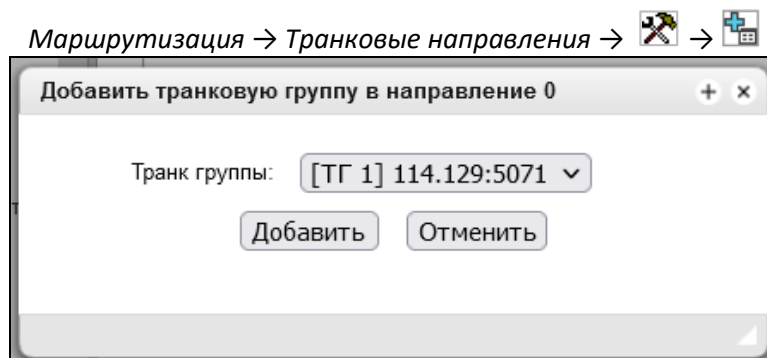 Маршрутизация → Транковые направления → →
Добавить транковую группу в направление 0
Транк группы: [ТГ 1] 114.129:5071
Добавить Отменить